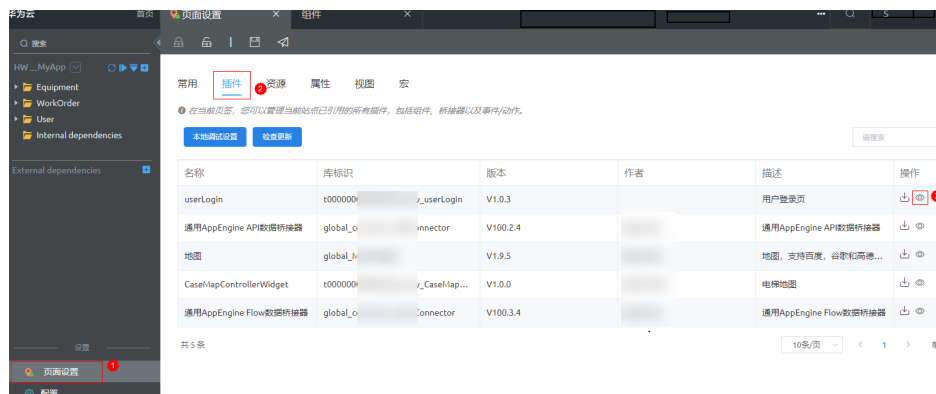 华为云 首页 页面设置 × 组件 × ••• S
搜索
HW__MyApp
Equipment
WorkOrder
User
Internal dependencies
External dependencies
设置
1
页面设置
配置
常用 插件 2 资源 属性 视图 宏
在当前页签，您可以管理当前站点已引用的所有插件，包括组件、桥接器以及事件/动作。
本地调试设置 检查更新 请搜索
名称 库标识 版本 作者 描述 操作
userLogin t000000 y_userLogin V1.0.3 用户登录页
通用AppEngine API数据桥接器 global_c nnector V100.2.4 通用AppEngine API数据桥接器
地图 global_ V1.9.5 地图，支持百度，谷歌和高德...
CaseMapControllerWidget t000000 y_CaseMap... V1.0.0 电梯地图
通用AppEngine Flow数据桥接器 global_c Connector V100.3.4 通用AppEngine Flow数据桥接器
共 5 条 10条/页 < 1 >